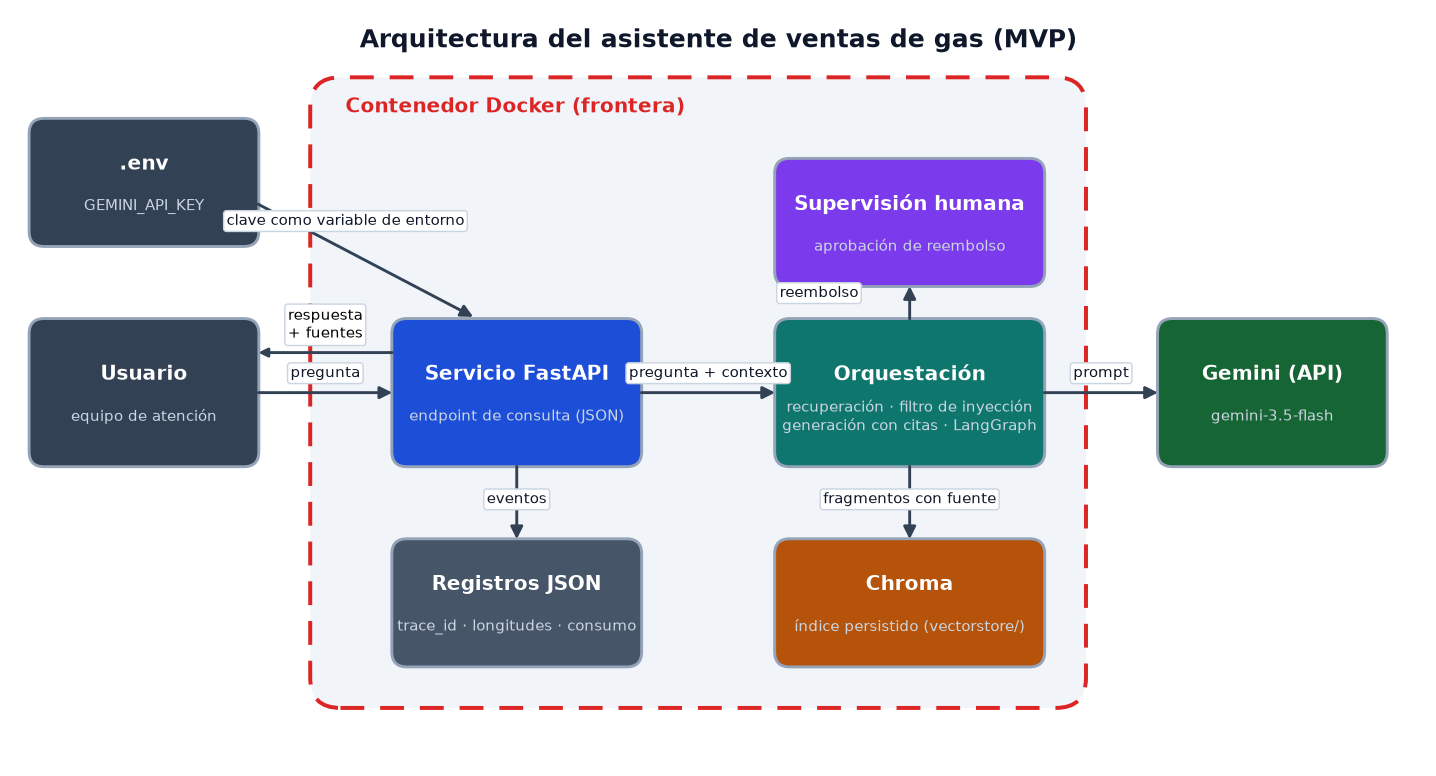 Arquitectura del asistente de ventas de gas (MVP)
Contenedor Docker (frontera)
.env
GEMINI_API_KEY
clave como variable de entorno
Supervisión humana
aprobación de reembolso
reembolso
respuesta
+ fuentes
Usuario
equipo de atención
pregunta
Servicio FastAPI
endpoint de consulta (JSON)
pregunta + contexto
Orquestación
recuperación · filtro de inyección
generación con citas · LangGraph
prompt
Gemini (API)
gemini-3.5-flash
eventos
fragmentos con fuente
Registros JSON
trace_id · longitudes · consumo
Chroma
índice persistido (vectorstore/)